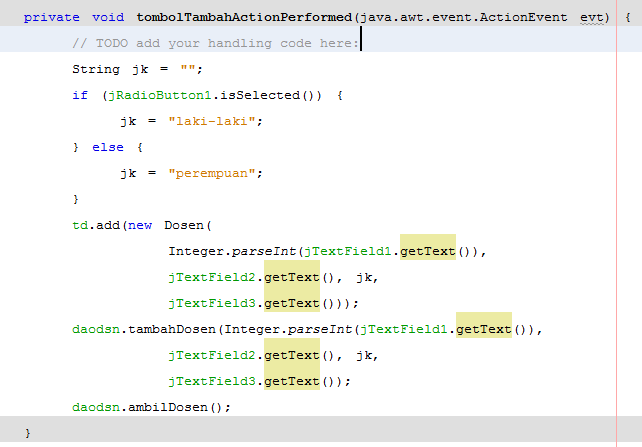 private void tombolTambahActionPerformed(java.awt.event.ActionEvent evt) {
// TODO add your handling code here:
String jk = "";
if (jRadioButton1.isSelected()) {
jk = "laki-laki";
} else {
jk = "perempuan";
}
td.add(new Dosen(
Integer.parseInt(jTextField1.getText()),
jTextField2.getText(), jk,
jTextField3.getText()));
daodsn.tambahDosen(Integer.parseInt(jTextField1.getText()),
jTextField2.getText(), jk,
jTextField3.getText());
daodsn.ambilDosen();
}